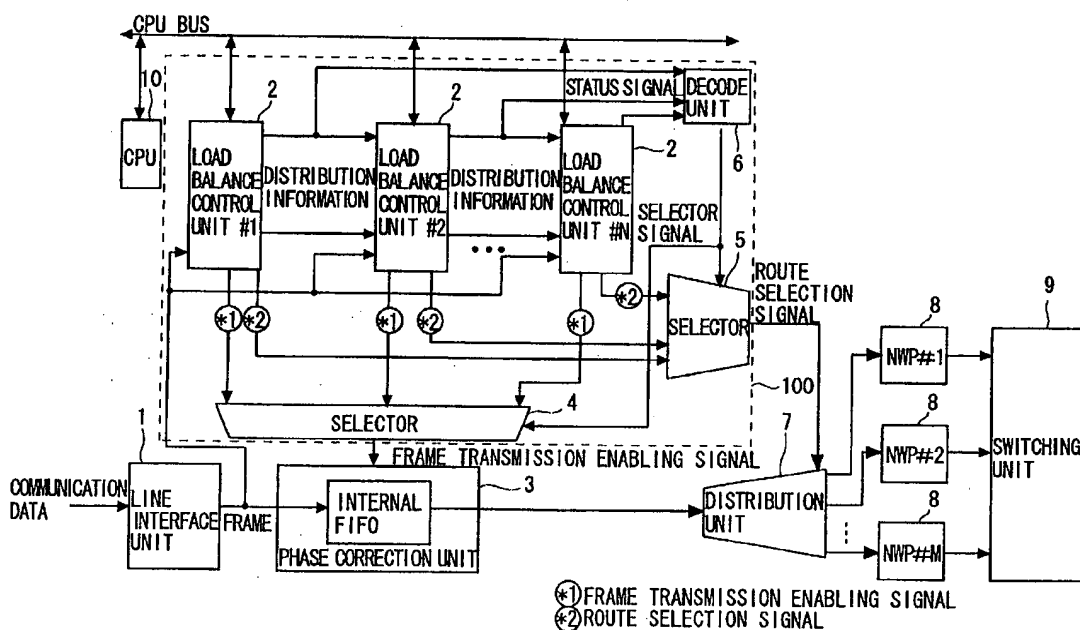 CPU BUS
10
CPU
2
LOAD
BALANCE
CONTROL
UNIT #1
DISTRIBUTION
INFORMATION
2
LOAD
BALANCE
CONTROL
UNIT #2
DISTRIBUTION
INFORMATION
2
LOAD
BALANCE
CONTROL
UNIT #N
STATUS SIGNAL
DECODE
UNIT
6
SELECTOR
SIGNAL
5
SELECTOR
ROUTE
SELECTION
SIGNAL
*1
*2
*1
*2
*1
*2
100
SELECTOR
4
FRAME TRANSMISSION ENABLING SIGNAL
1
COMMUNICATION
DATA
LINE
INTERFACE
UNIT
FRAME
INTERNAL
FIFO
PHASE CORRECTION UNIT
3
7
DISTRIBUTION
UNIT
8
NWP#1
8
NWP#2
8
NWP#M
9
SWITCHING
UNIT
*1 FRAME TRANSMISSION ENABLING SIGNAL
*2 ROUTE SELECTION SIGNAL